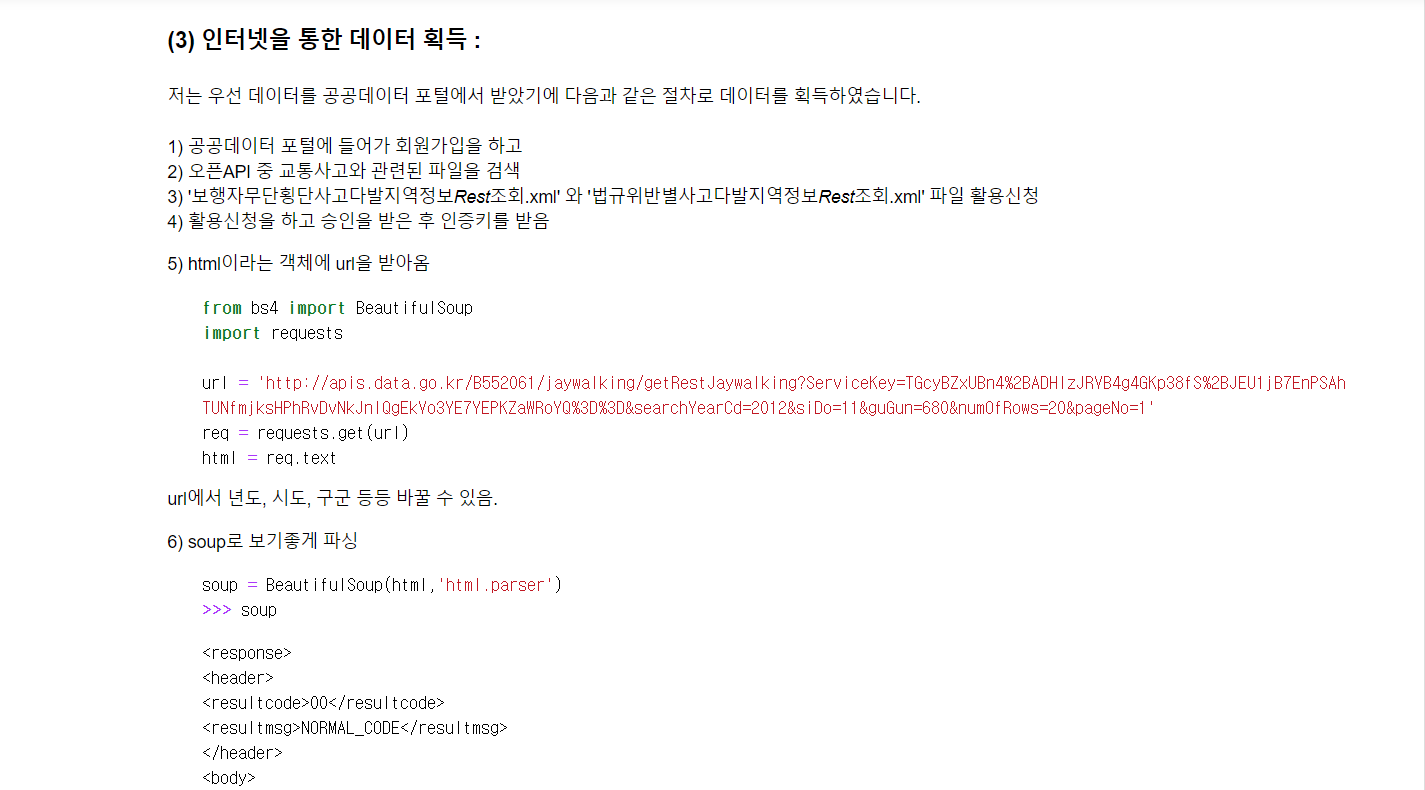 (3) 인터넷을 통한 데이터 획득 :
저는 우선 데이터를 공공데이터 포털에서 받았기에 다음과 같은 절차로 데이터를 획득하였습니다.
1) 공공데이터 포털에 들어가 회원가입을 하고
2) 오픈API 중 교통사고와 관련된 파일을 검색
3) '보행자무단횡단사고다발지역정보Rest조회.xml' 와 '법규위반별사고다발지역정보Rest조회.xml' 파일 활용신청
4) 활용신청을 하고 승인을 받은 후 인증키를 받음
5) html이라는 객체에 url을 받아옴
from bs4 import BeautifulSoup
import requests
url = 'http://apis.data.go.kr/B552061/jaywalking/getRestJaywalking?ServiceKey=TGcyBZxUBn4%2BADHIzJRYB4g4GKp38fS%2BJEU1jB7EnPSAh
TUNfmjksHPhRvDvNkJnIQgEkYo3YE7YEPKZaWRoYQ%3D%3D&searchYearCd=2012&siDo=11&guGun=680&numOfRows=20&pageNo=1'
req = requests.get(url)
html = req.text
url에서 년도, 시도, 구군 등등 바꿀 수 있음.
6) soup로 보기좋게 파싱
soup = BeautifulSoup(html,'html.parser')
>>> soup
<response>
<header>
<resultcode>00</resultcode>
<resultmsg>NORMAL_CODE</resultmsg>
</header>
<body>